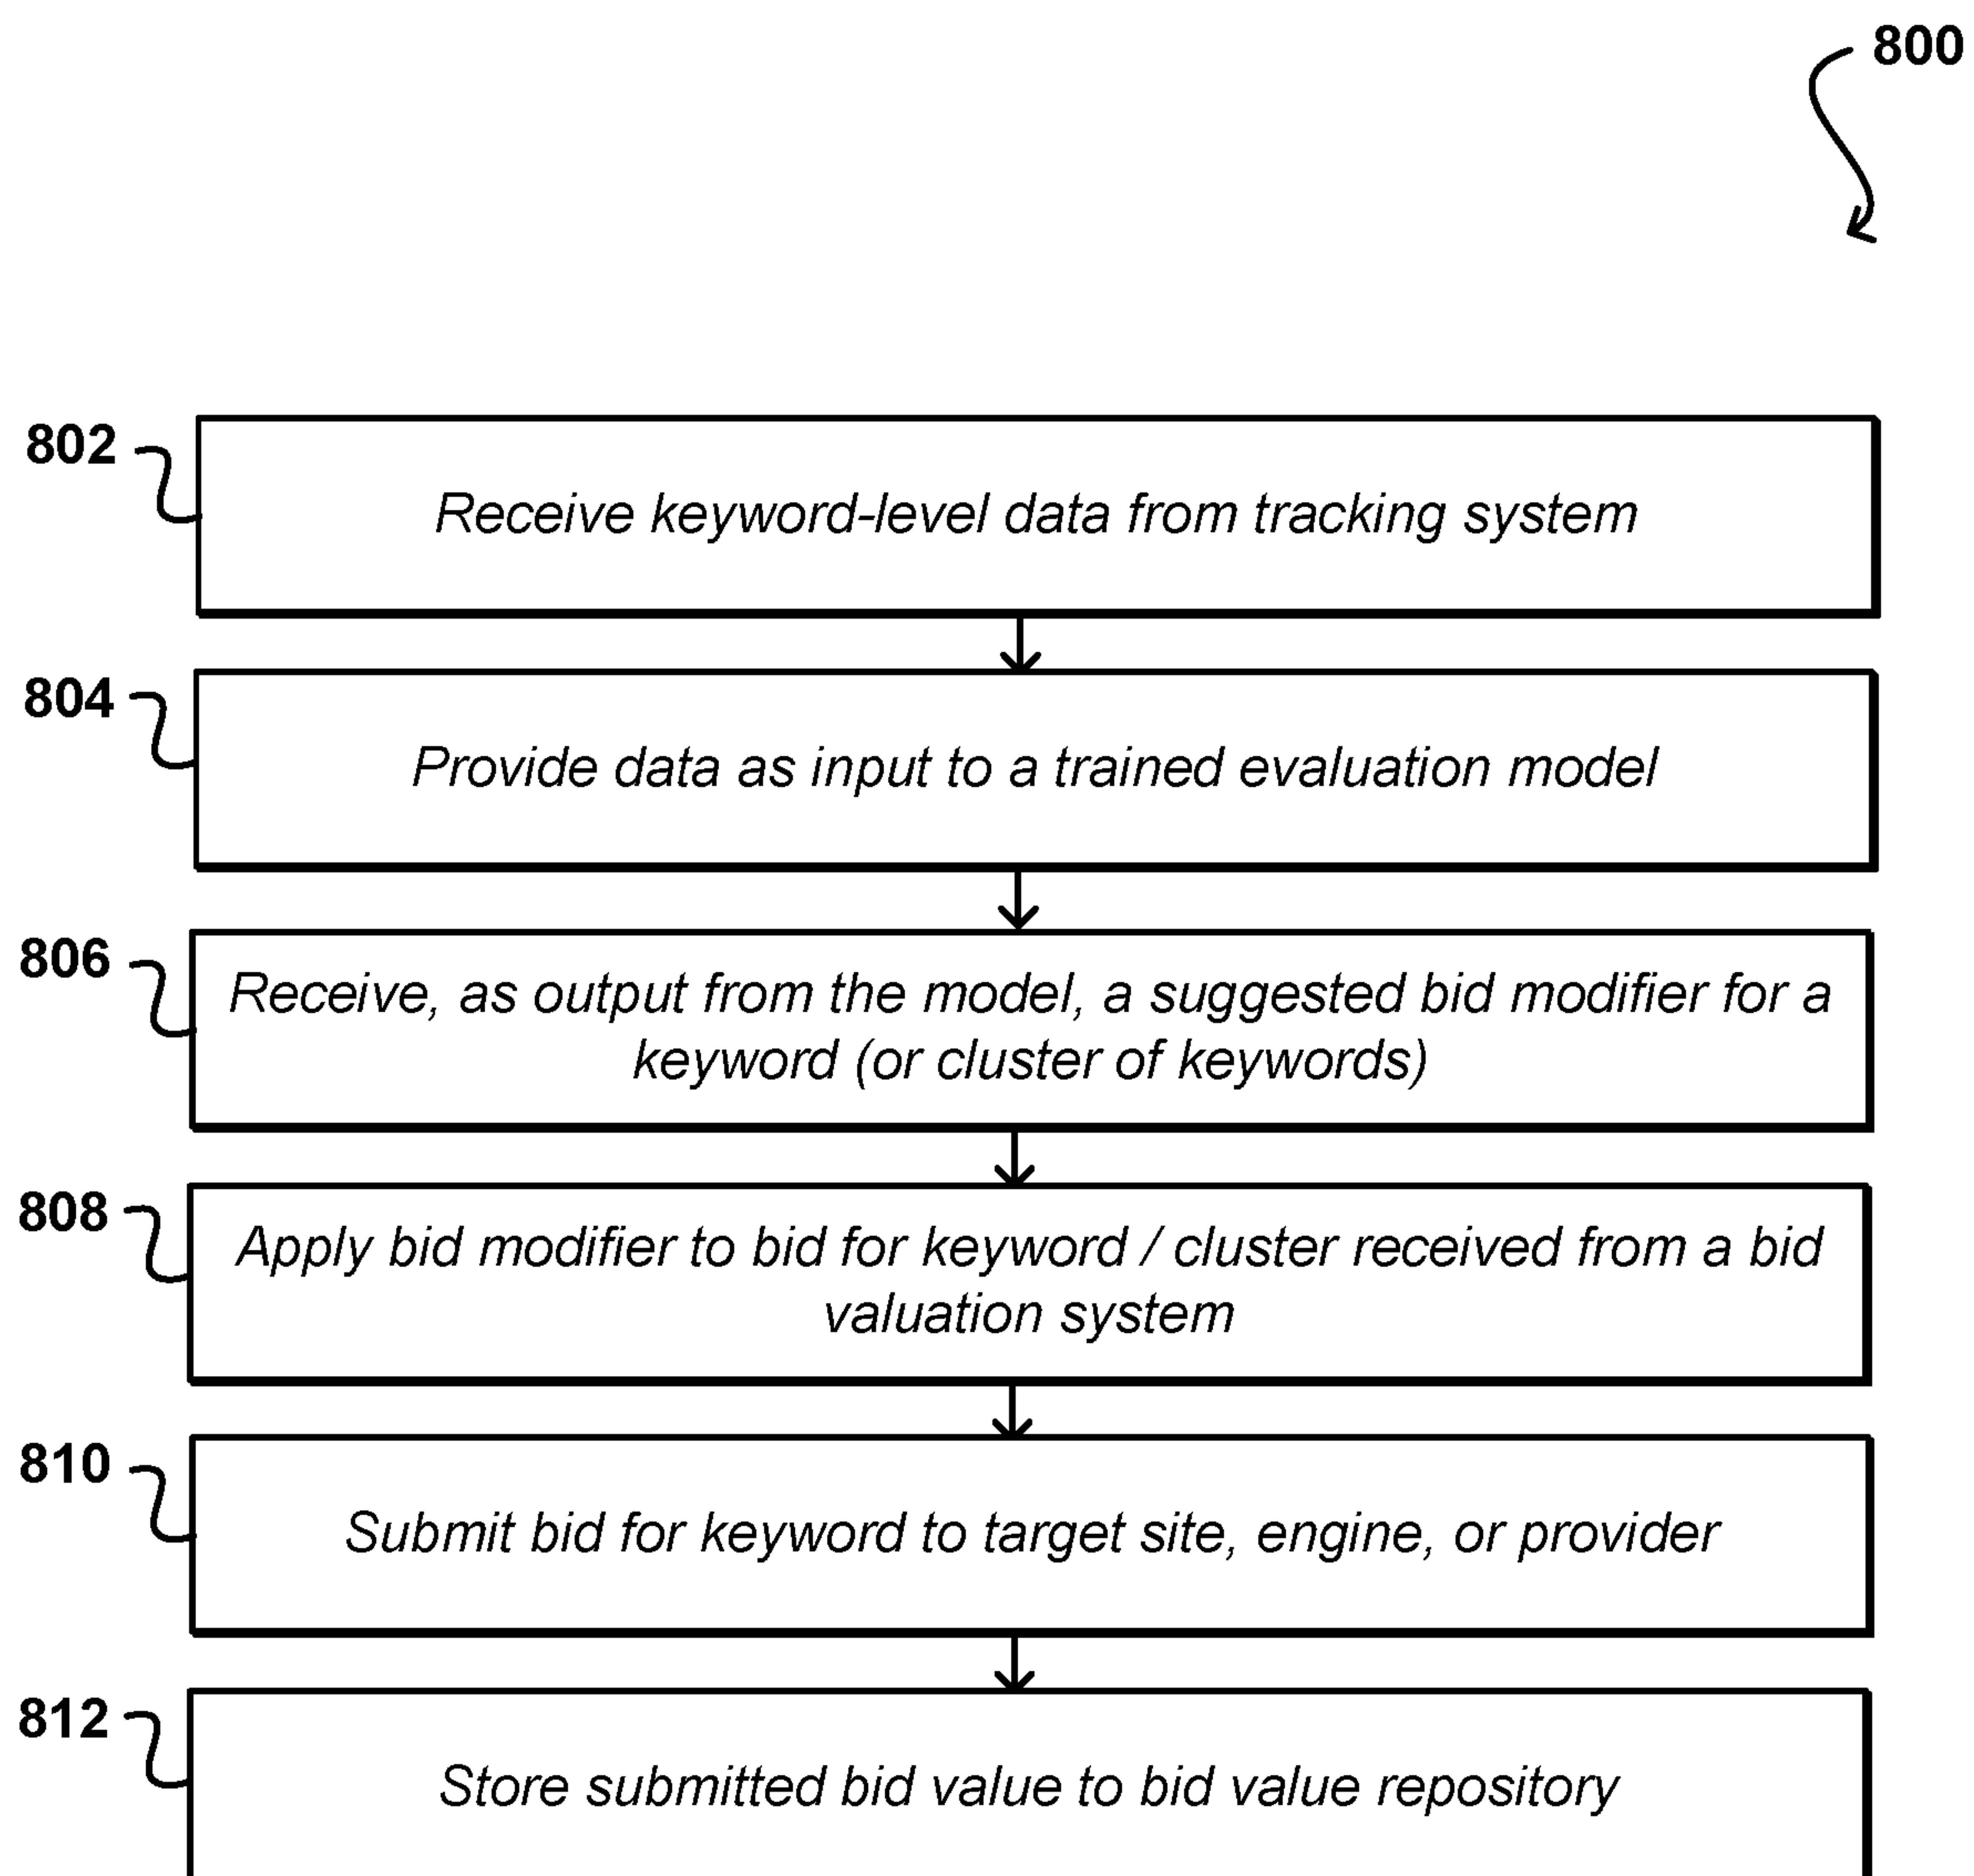 800
802
Receive keyword-level data from tracking system
804
Provide data as input to a trained evaluation model
806
Receive, as output from the model, a suggested bid modifier for a
keyword (or cluster of keywords)
808
Apply bid modifier to bid for keyword / cluster received from a bid
valuation system
810
Submit bid for keyword to target site, engine, or provider
812
Store submitted bid value to bid value repository